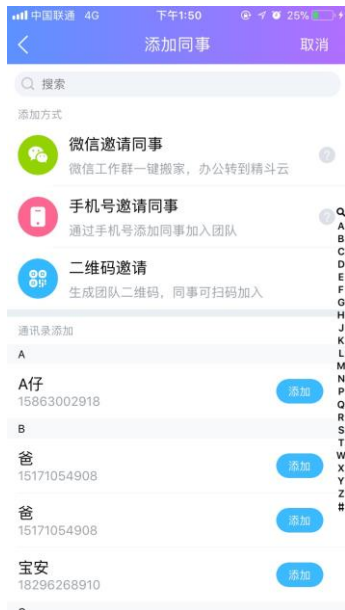 中国联通 4G 下午1:50 25%
添加同事 取消
搜索
添加方式
微信邀请同事
微信工作群一键搬家，办公转到精斗云
?
手机号邀请同事
通过手机号添加同事加入团队
?
二维码邀请
生成团队二维码，同事可扫码加入
通讯录添加
A
A仔
15863002918
添加
B
爸
15171054908
添加
爸
15171054908
添加
宝安
18296268910
添加
A
B
C
D
E
F
G
H
J
K
L
M
N
P
Q
R
S
T
W
X
Y
Z
#